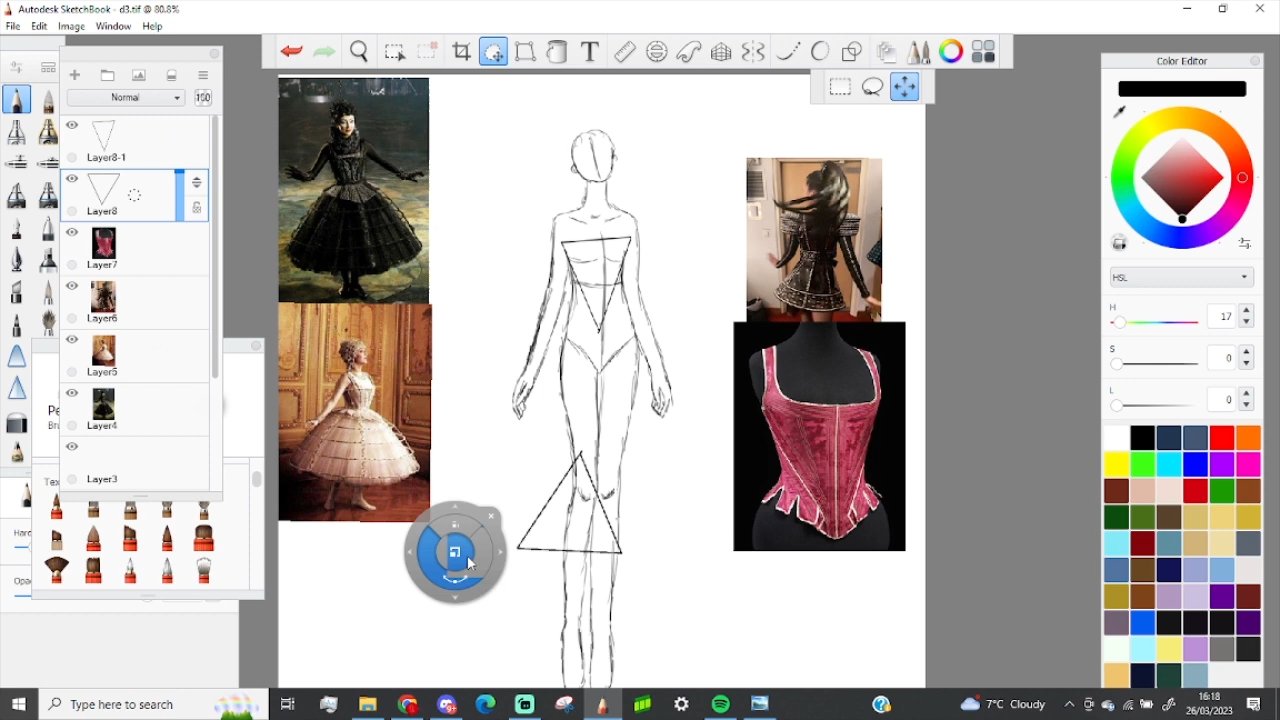 Autodesk SketchBook - d3.tif @ 80.8%
File Edit Image Window Help
T
Color Editor
Normal 100
Layer8-1
Layer8
Layer7
Layer6
Layer5
Layer4
Layer3
HSL
H 17
S 0
L 0
Type here to search
7°C Cloudy
16:18
26/03/2023